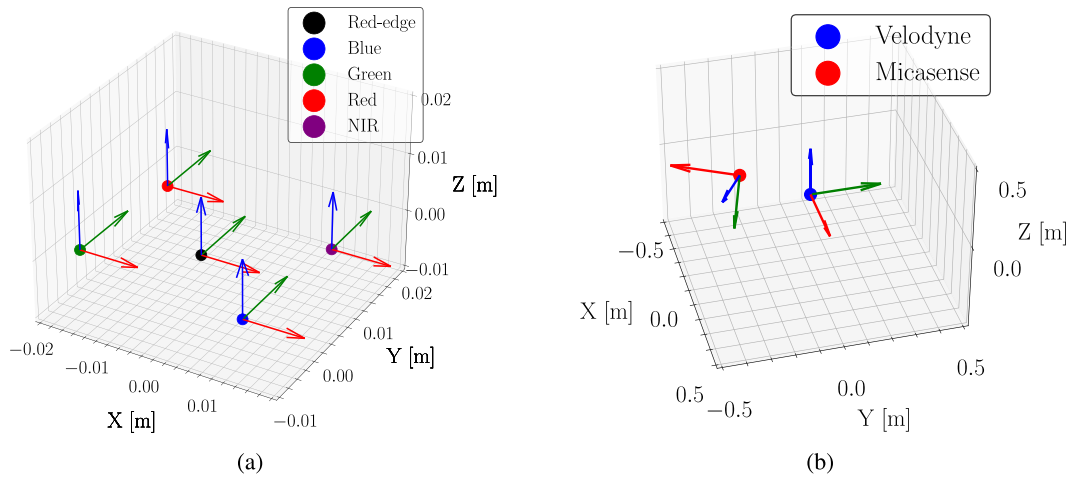 Red-edge
Blue
Green
Red
NIR
0.02
0.01
0.00
−0.01
Z [m]
0.02
0.01
0.00
−0.01
Y [m]
−0.02
−0.01
0.00
0.01
X [m]
(a)
Velodyne
Micasense
0.5
0.0
Z [m]
−0.5
0.0
0.5
X [m]
−0.5
0.0
0.5
Y [m]
(b)